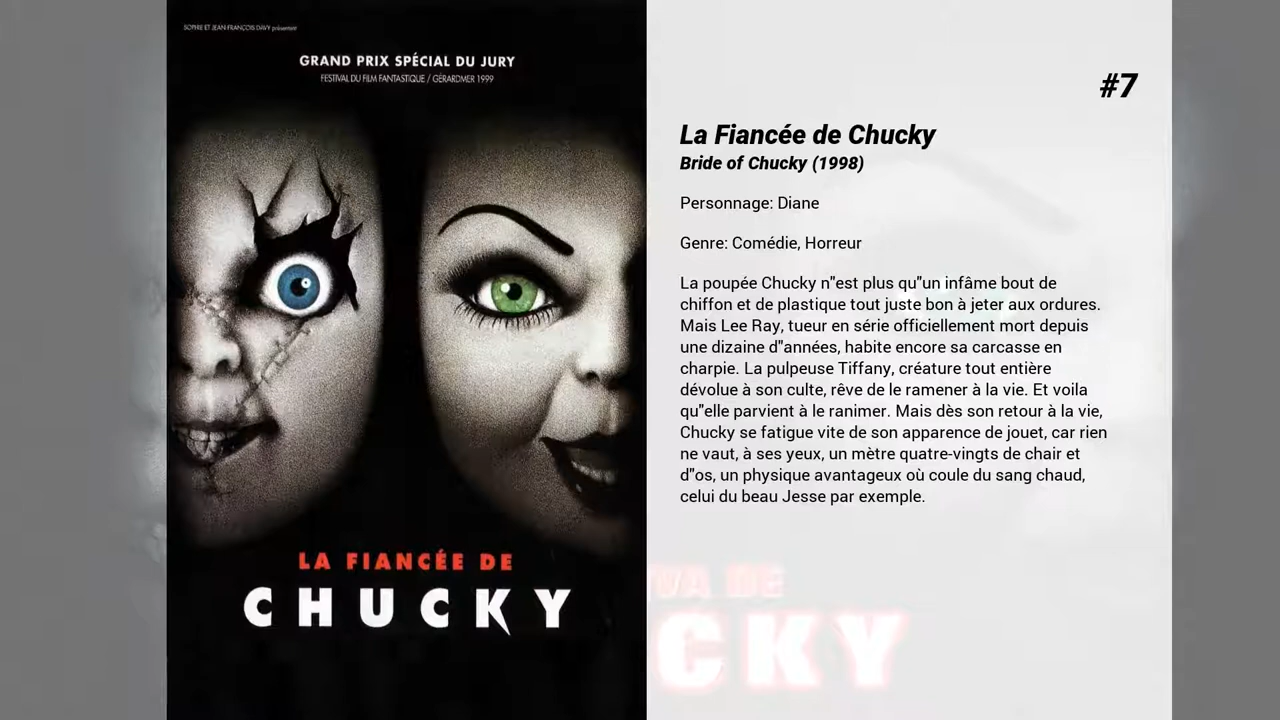 SOPHIE ET JEAN-FRANÇOIS DAVY présentent
GRAND PRIX SPÉCIAL DU JURY
FESTIVAL DU FILM FANTASTIQUE / GÉRARDMER 1999
LA FIANCÉE DE
CHUCKY
#7
La Fiancée de Chucky
Bride of Chucky (1998)
Personnage: Diane
Genre: Comédie, Horreur
La poupée Chucky n"est plus qu"un infâme bout de
chiffon et de plastique tout juste bon à jeter aux ordures.
Mais Lee Ray, tueur en série officiellement mort depuis
une dizaine d"années, habite encore sa carcasse en
charpie. La pulpeuse Tiffany, créature tout entière
dévolue à son culte, rêve de le ramener à la vie. Et voila
qu"elle parvient à le ranimer. Mais dès son retour à la vie,
Chucky se fatigue vite de son apparence de jouet, car rien
ne vaut, à ses yeux, un mètre quatre-vingts de chair et
d"os, un physique avantageux où coule du sang chaud,
celui du beau Jesse par exemple.
VA DE
CKY